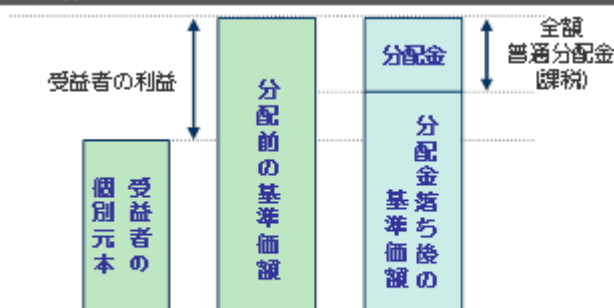 全額
普通分配金
(課税)
分配金
受益者の利益
分配前の基準価額
分配金落ち後の
基準価額
受益者の
個別元本